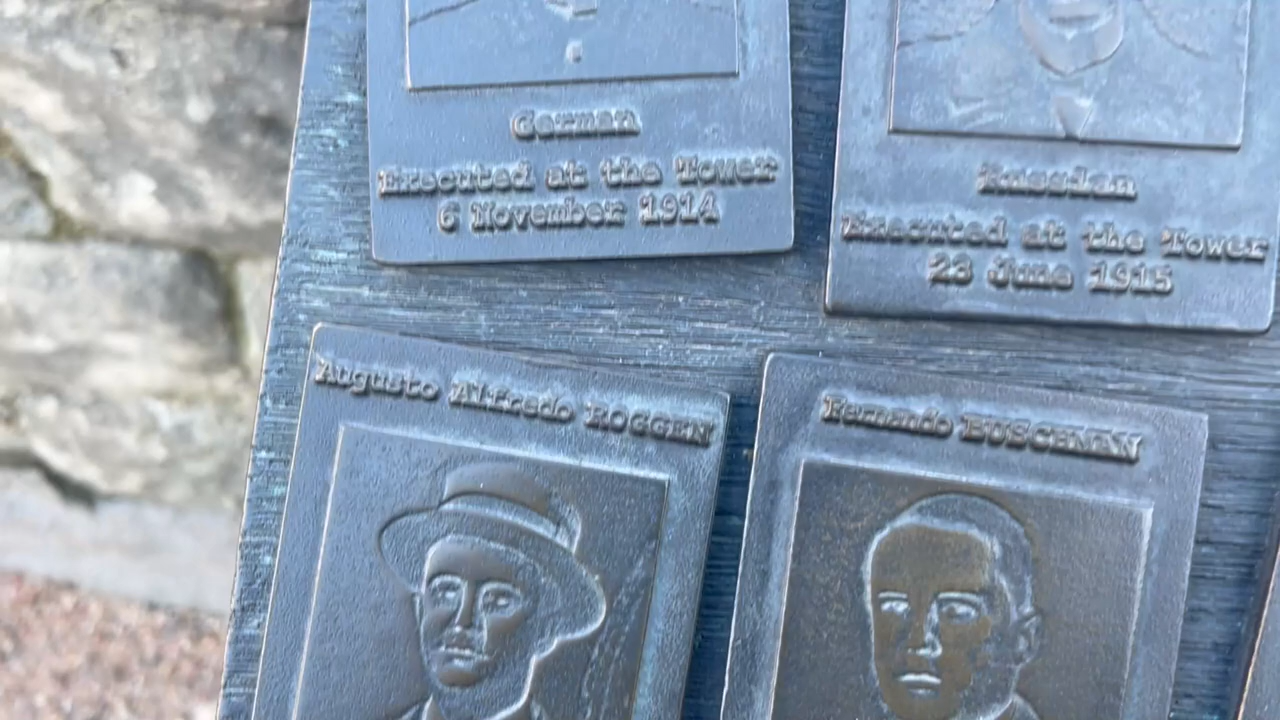 German
Executed at the Tower
6 November 1914
Russian
Executed at the Tower
23 June 1915
Augusto Alfredo ROGGEN
Fernando BUSCHMAN